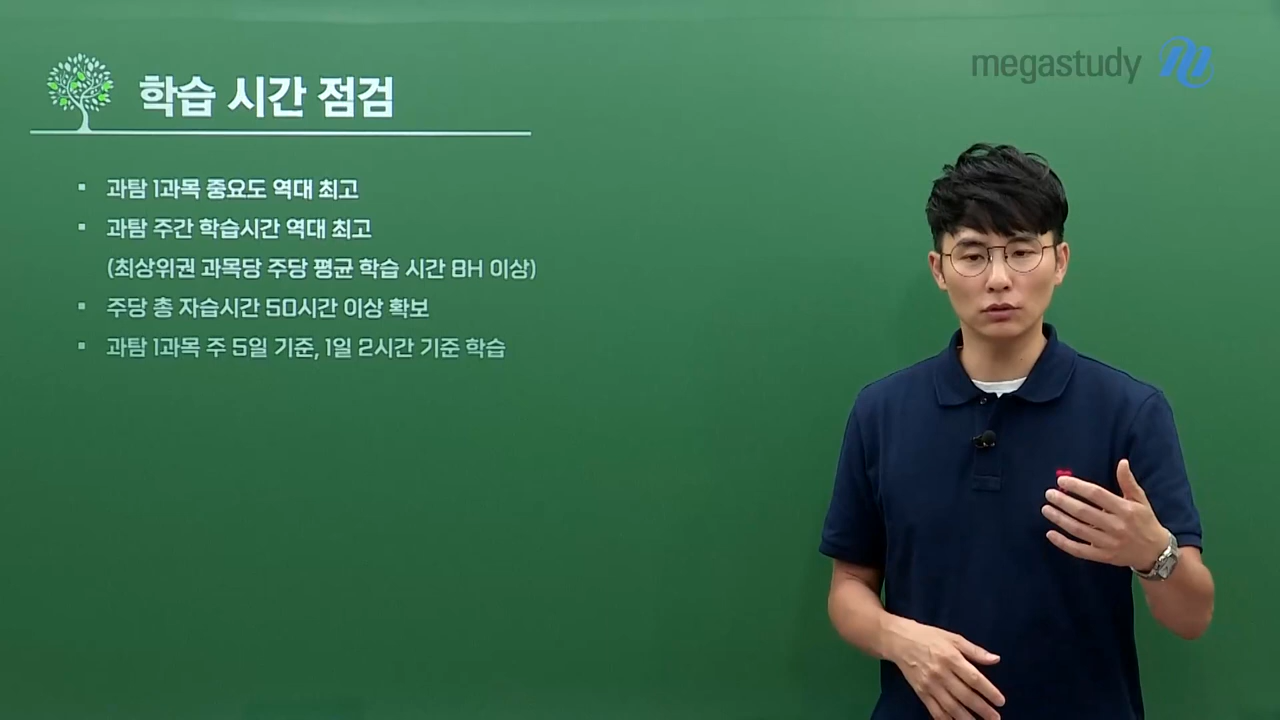 megastudy
학습 시간 점검
▪ 과탐 1과목 중요도 역대 최고
▪ 과탐 주간 학습시간 역대 최고
(최상위권 과목당 주당 평균 학습 시간 8H 이상)
▪ 주당 총 자습시간 50시간 이상 확보
▪ 과탐 1과목 주 5일 기준, 1일 2시간 기준 학습